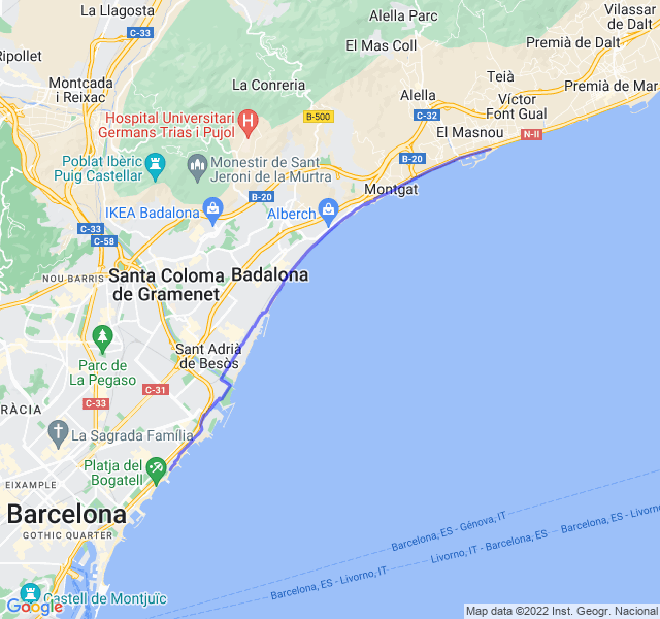 La Llagosta
Alella Parc
Vilassar
de Dalt
C-33
El Mas Coll
Premià de Dalt
Ripollet
Montcada
i Reixac
La Conreria
Teià
Premià de Mar
Alella
Víctor
Font Gual
Hospital Universitari
Germans Trias i Pujol
H
B-500
C-32
El Masnou
N-II
Poblat Ibèric
Puig Castellar
Monestir de Sant
Jeroni de la Murtra
B-20
Montgat
B-20
IKEA Badalona
Alberch
C-33
C-58
NOU BARRIS
Santa Coloma
de Gramenet
Badalona
Parc de
La Pegaso
Sant Adrià
de Besòs
C-31
C-33
GRÀCIA
La Sagrada Família
Platja del
Bogatell
EIXAMPLE
Barcelona
GOTHIC QUARTER
Barcelona, ES - Génova, IT
Livorno, IT - Barcelona, ES
Barcelona, ES - Livorno
Barcelona, ES - Livorno, IT
Castell de Montjuïc
Google
Map data ©2022 Inst. Geogr. Nacional